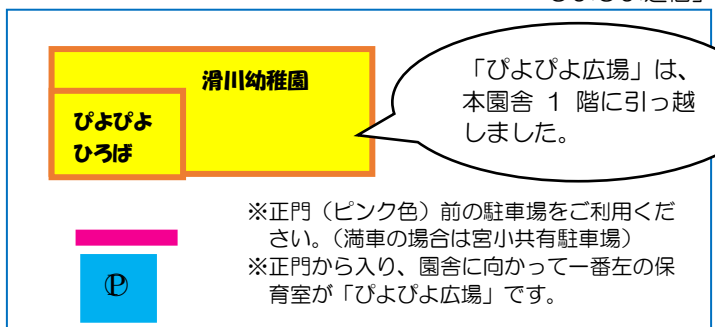 滑川幼稚園
ぴよぴよ
ひろば
「ぴよぴよ広場」は、
本園舎 1 階に引っ越
しました。
※正門（ピンク色）前の駐車場をご利用くだ
さい。（満車の場合は宮小共有駐車場）
※正門から入り、園舎に向かって一番左の保
育室が「ぴよぴよ広場」です。
Ⓟ